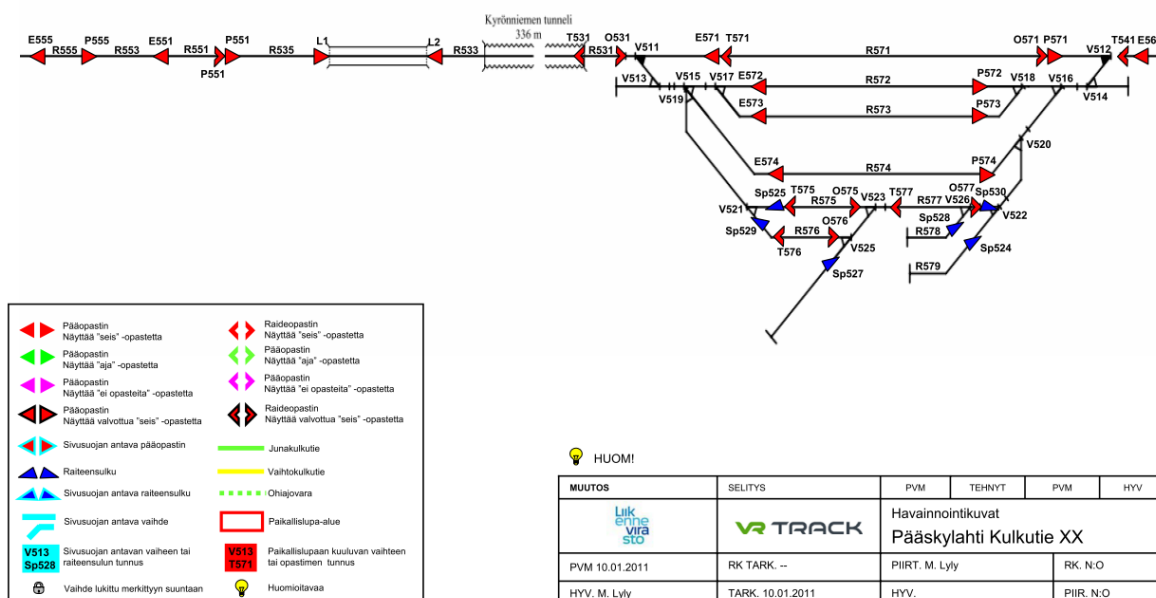 Kyrönniemen tunneli
336 m
E555 P555 E551 P551 L1 L2 T531 O531 V511 E571 T571 O571 P571 V512 T541
R555 R553 R551 R535 R533 R531 R571
P551
V513 V515 V517 E572 R572 P572 V518 V516
V519 V514
E573 R573 P573
V520
E574 R574 P574
Sp525 T575 O575 V523 T577 O577 Sp530
V521 R575 R577 V526 V522
Sp529 O576 Sp528
R576 R578 Sp524
T576 V525
Sp527 R579
Pääopastin
Näyttää "seis" -opastetta
Raideopastin
Näyttää "seis" -opastetta
Pääopastin
Näyttää "aja" -opastetta
Pääopastin
Näyttää "aja" -opastetta
Pääopastin
Näyttää "ei opasteita" -opastetta
Pääopastin
Näyttää "ei opasteita" -opastetta
Pääopastin
Näyttää valvottua "seis" -opastetta
Raideopastin
Näyttää valvottua "seis" -opastetta
Sivusuojan antava pääopastin
Junakulkutie
Raiteensulku
Vaihtokulkutie
Sivusuojan antava raiteensulku
Ohiajovara
Sivusuojan antava vaihde
Paikallislupa-alue
V513
Sp528
Sivusuojan antavan vaiheen tai
raiteensulun tunnus
V513
T571
Paikallislupaan kuuluvan vaihteen
tai opastimen tunnus
Vaihde lukittu merkittyyn suuntaan
Huomioitavaa
HUOM!
MUUTOS SELITYS PVM TEHNYT PVM HYV
Liik
enne
vira
sto
VR TRACK
Havainnointikuvat
Pääskylahti Kulkutie XX
PVM 10.01.2011 RK TARK. -- PIIRT. M. Lyly RK. N:O
HYV. M. Lyly TARK. 10.01.2011 HYV. PIIR. N:O